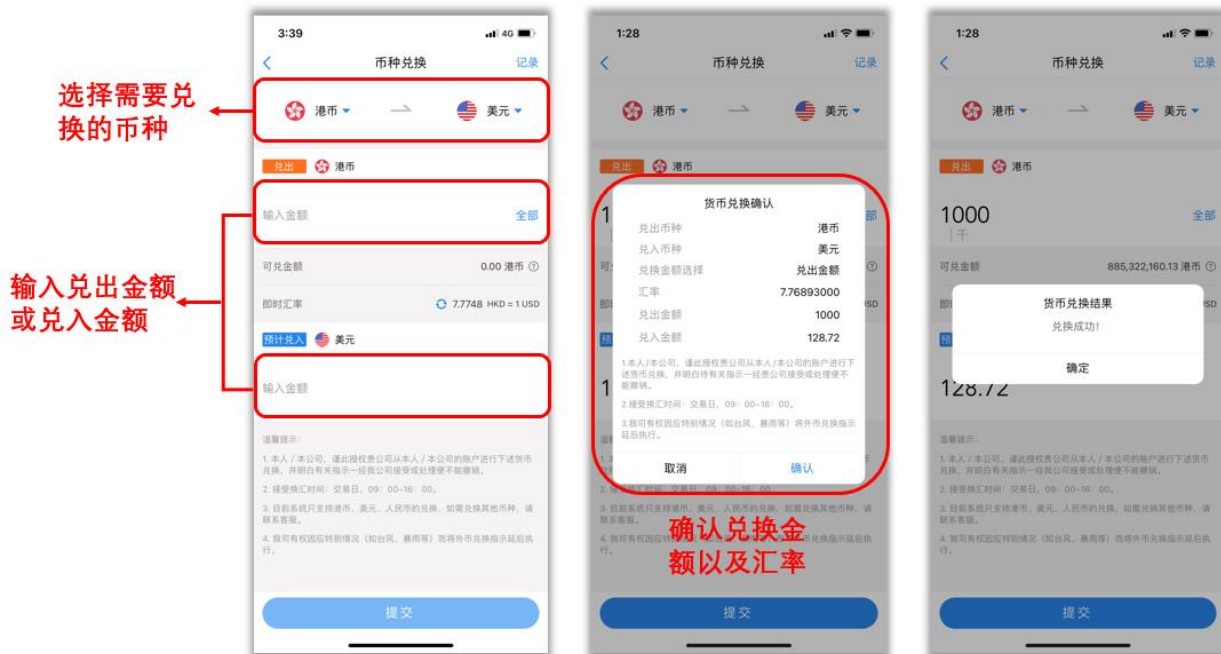 选择需要兑
换的币种
输入兑出金额
或兑入金额
3:39
4G
币种兑换
记录
港币
美元
兑出
港币
输入金额
全部
可兑金额
0.00 港币
即时汇率
7.7748 HKD = 1 USD
预计兑入
美元
输入金额
温馨提示：
1. 本人 / 本公司，谨此授权贵公司从本人 / 本公司的账户进行下述货币
兑换，并明白有关指示一经我公司接受或处理便不能撤销。
2. 接受换汇时间：交易日，09：00-16：00。
3. 目前系统只支持港币、美元、人民币的兑换，如需兑换其他币种，请
联系客服。
4. 我司有权因应特别情况（如台风、暴雨等）而将外币兑换指示延后执
行。
提交
1:28
币种兑换
记录
港币
美元
兑出
港币
货币兑换确认
兑出币种
港币
兑入币种
美元
兑换金额选择
兑出金额
汇率
7.76893000
兑出金额
1000
兑入金额
128.72
1.本人/本公司，谨此授权贵公司从本人/本公司的账户进行下
述货币兑换，并明白待有关指示一经贵公司接受或处理便不
能撤销。
2.接受换汇时间：交易日，09：00-16：00。
3.我司有权因应特别情况（如台风、暴雨等）将外币兑换指示
延后执行。
取消
确认
确认兑换金
额以及汇率
提交
1:28
币种兑换
记录
港币
美元
兑出
港币
1000
千
全部
可兑金额
885,322,160.13 港币
货币兑换结果
兑换成功!
确定
128.72
温馨提示：
1. 本人 / 本公司，谨此授权贵公司从本人 / 本公司的账户进行下述货币
兑换，并明白有关指示一经我公司接受或处理便不能撤销。
2. 接受换汇时间：交易日，09：00-16：00。
3. 目前系统只支持港币、美元、人民币的兑换，如需兑换其他币种，请
联系客服。
4. 我司有权因应特别情况（如台风、暴雨等）而将外币兑换指示延后执
行。
提交